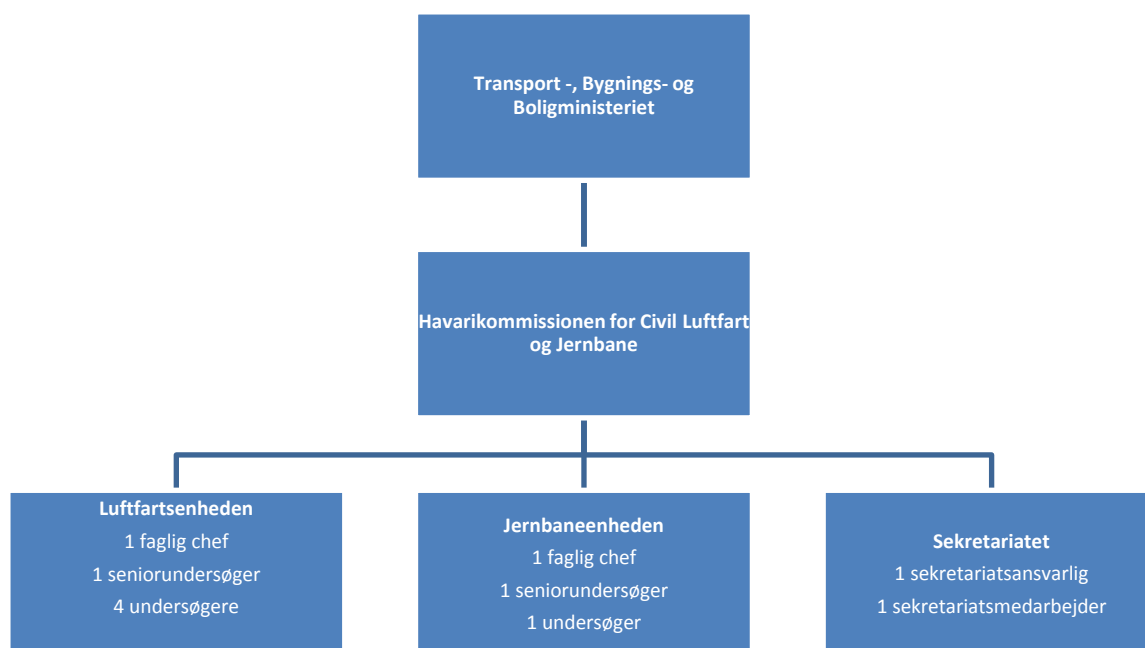 Transport -, Bygnings- og
Boligministeriet
Havarikommissionen for Civil Luftfart
og Jernbane
Luftfartsenheden
1 faglig chef
1 seniorundersøger
4 undersøgere
Jernbaneenheden
1 faglig chef
1 seniorundersøger
1 undersøger
Sekretariatet
1 sekretariatsansvarlig
1 sekretariatsmedarbejder